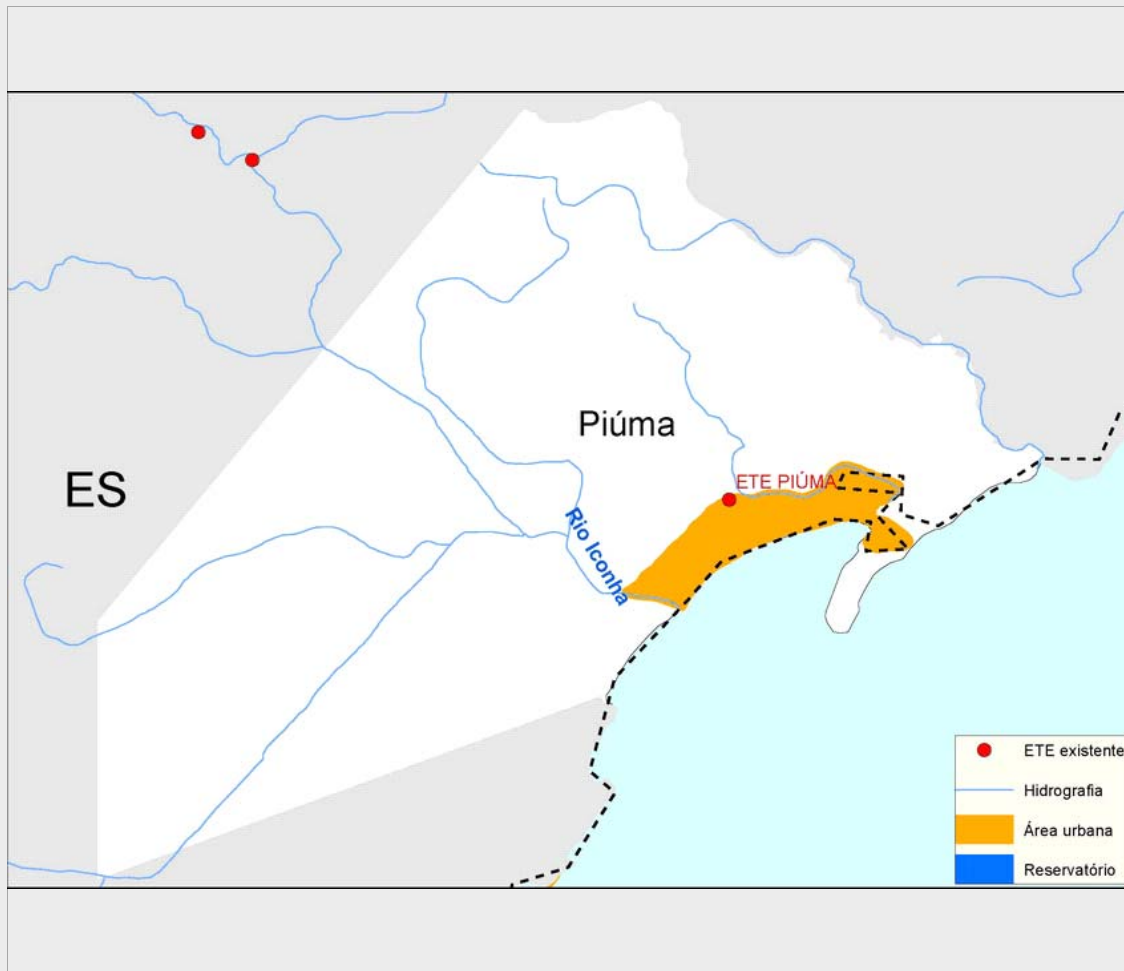 Piúma
ES
ETE PIÚMA
Rio Iconha
ETE existente
Hidrografia
Área urbana
Reservatório